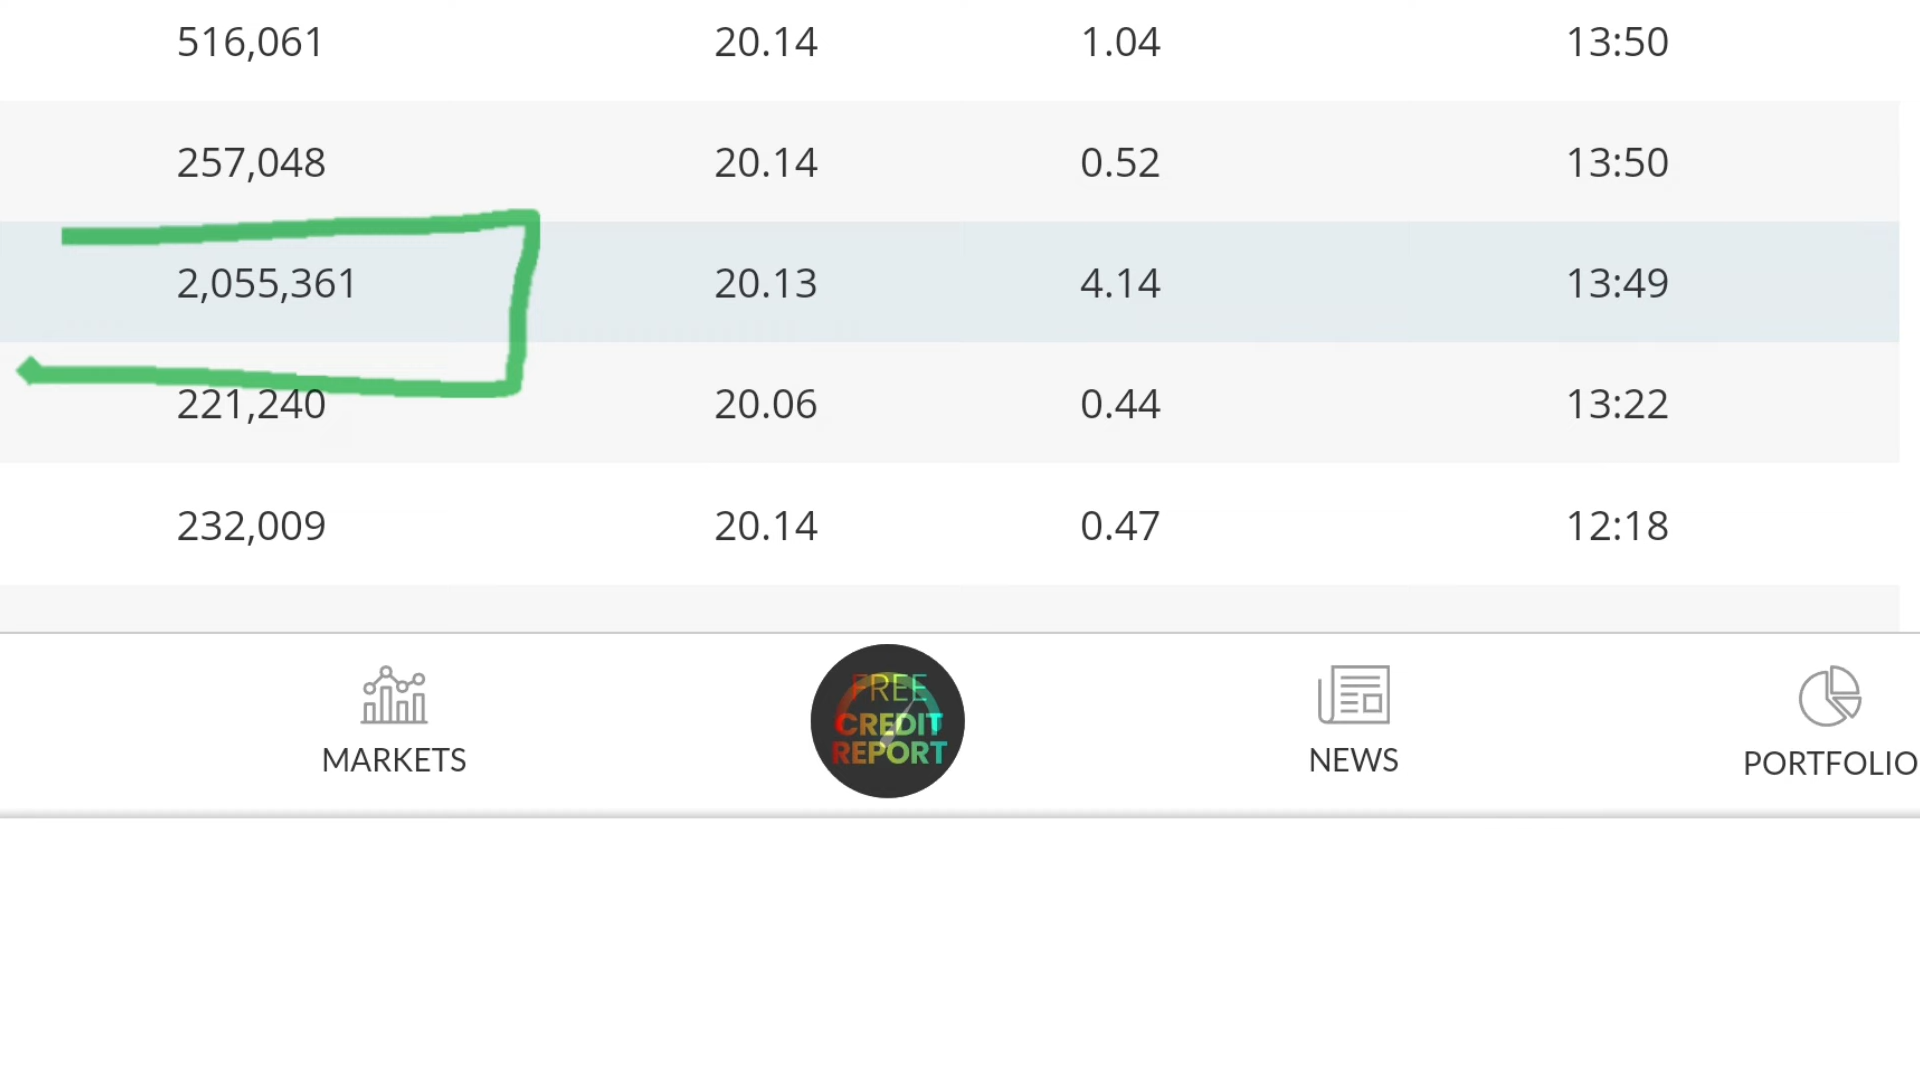 516,061 20.14 1.04 13:50
257,048 20.14 0.52 13:50
2,055,361 20.13 4.14 13:49
221,240 20.06 0.44 13:22
232,009 20.14 0.47 12:18
MARKETS
FREE
CREDIT
REPORT
NEWS
PORTFOLIO